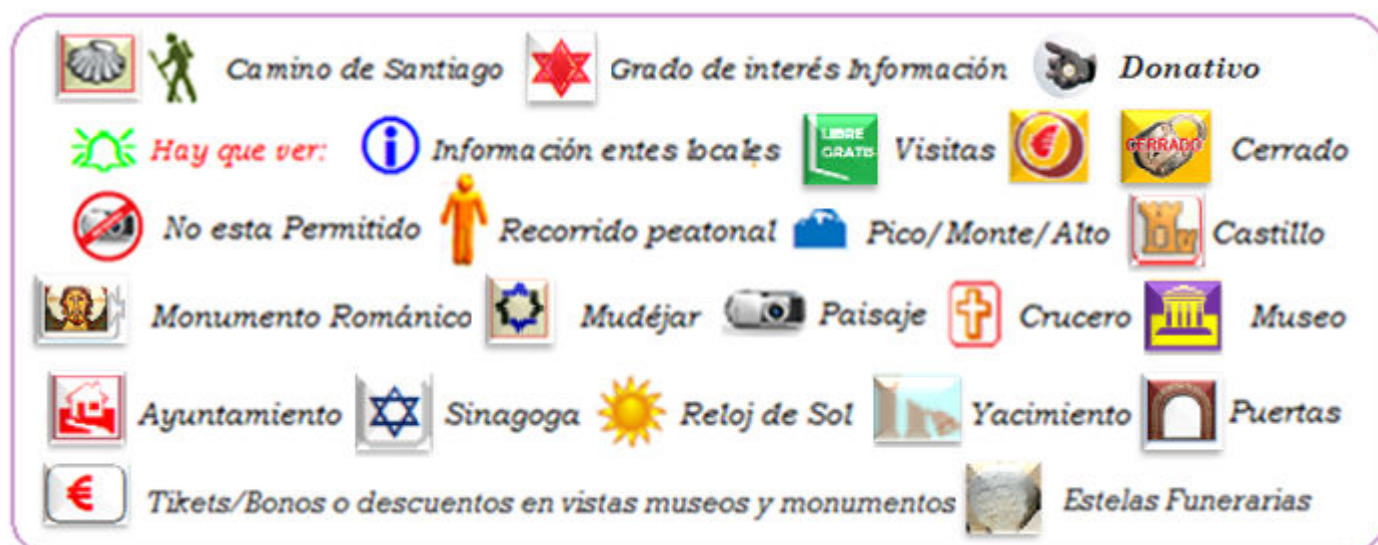 Camino de Santiago Grado de interés Información Donativo
Hay que ver: Información entes locales LIBRE GRATIS Visitas € CERRADO Cerrado
No esta Permitido Recorrido peatonal Pico/Monte/Alto Castillo
Monumento Románico Mudéjar Paisaje Crucero Museo
Ayuntamiento Sinagoga Reloj de Sol Yacimiento Puertas
€ Tikets/Bonos o descuentos en vistas museos y monumentos Estelas Funerarias